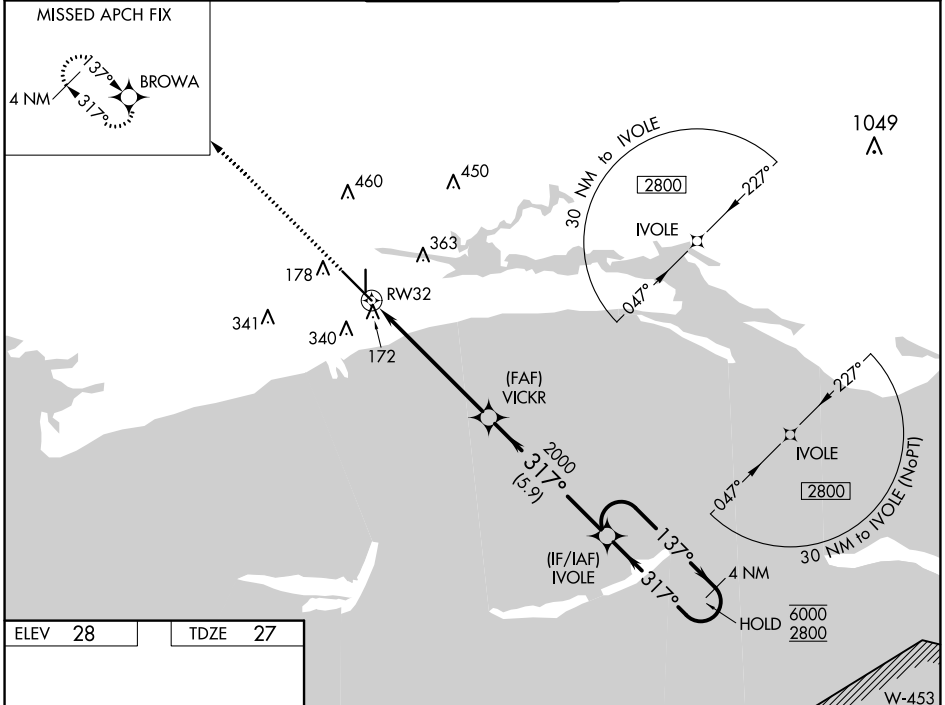 MISSED APCH FIX
137°
BROWA
4 NM
317°
1049
30 NM to IVOLE
460
450
2800
227°
IVOLE
363
178
RW32
047°
341
340
172
(FAF)
VICKR
227°
2000
317°
(5.9)
IVOLE
047°
2800
30 NM to IVOLE (NoPT)
(IF/IAF)
IVOLE
137°
4 NM
317°
HOLD
6000
2800
ELEV 28
TDZE 27
W-453